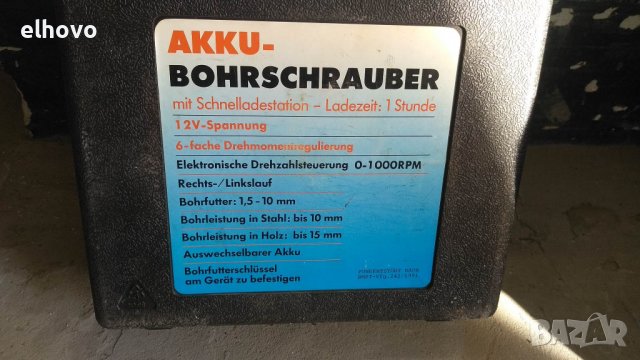 elhovo
AKKU-
BOHRSCHRAUBER
mit Schnelladestation – Ladezeit: 1 Stunde
12V-Spannung
6-fache Drehmomentregulierung
Elektronische Drehzahlsteuerung 0-1000RPM
Rechts-/Linkslauf
Bohrfutter: 1,5-10 mm
Bohrleistung in Stahl: bis 10 mm
Bohrleistung in Holz: bis 15 mm
Auswechselbarer Akku
Bohrfutterschlüssel
am Gerät zu befestigen
BAZAR